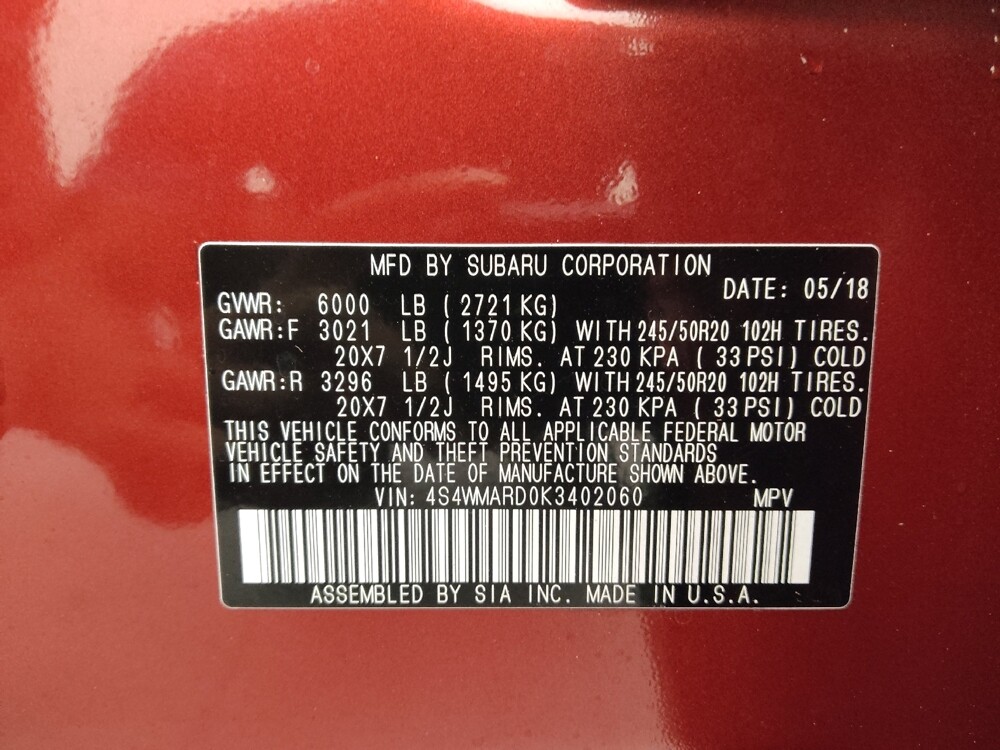 MFD BY SUBARU CORPORATION
DATE: 05/18
GVWR: 6000 LB ( 2721 KG)
GAWR:F 3021 LB ( 1370 KG) WITH 245/50R20 102H TIRES.
20X7 1/2J RIMS. AT 230 KPA ( 33 PSI) COLD
GAWR:R 3296 LB ( 1495 KG) WITH 245/50R20 102H TIRES.
20X7 1/2J RIMS. AT 230 KPA ( 33 PSI) COLD
THIS VEHICLE CONFORMS TO ALL APPLICABLE FEDERAL MOTOR
VEHICLE SAFETY AND THEFT PREVENTION STANDARDS
IN EFFECT ON THE DATE OF MANUFACTURE SHOWN ABOVE.
VIN: 4S4WMARD0K3402060 MPV
ASSEMBLED BY SIA INC. MADE IN U.S.A.